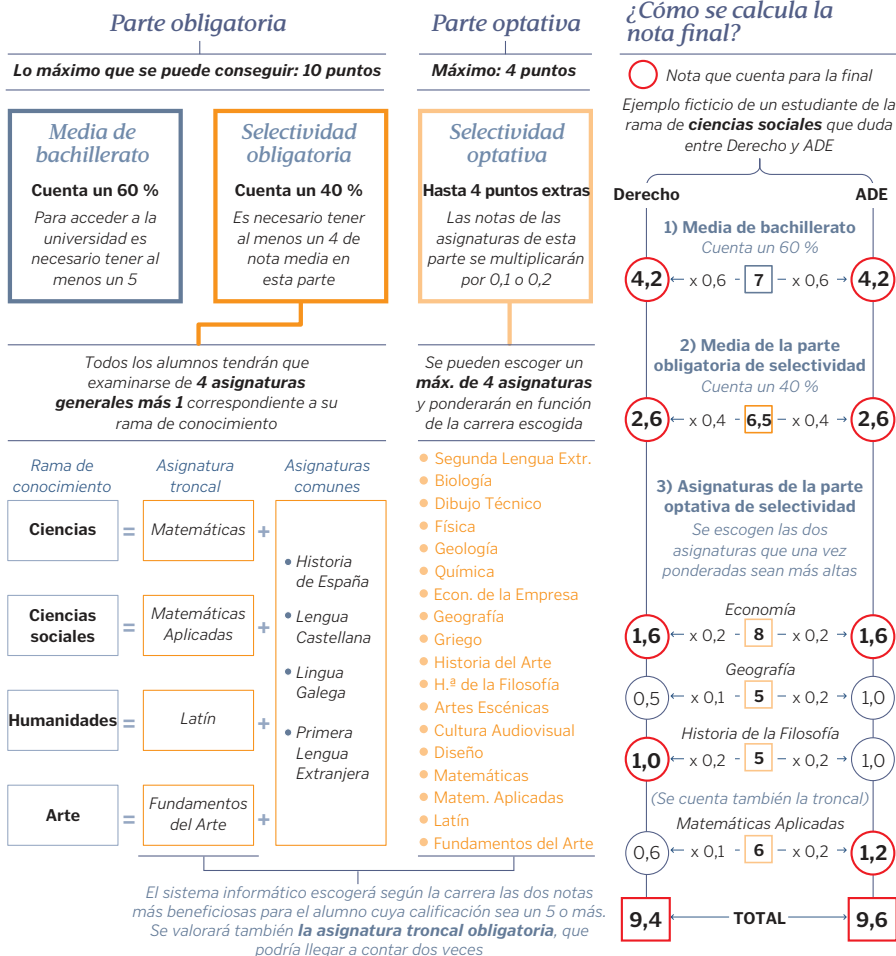 Parte obligatoria
Lo máximo que se puede conseguir: 10 puntos
Media de
bachillerato
Cuenta un 60 %
Para acceder a la
universidad es
necesario tener al
menos un 5
Selectividad
obligatoria
Cuenta un 40 %
Es necesario tener
al menos un 4 de
nota media en
esta parte
Todos los alumnos tendrán que
examinarse de 4 asignaturas
generales más 1 correspondiente a su
rama de conocimiento
Rama de
conocimiento
Asignatura
troncal
Asignaturas
comunes
Ciencias = Matemáticas +
Ciencias
sociales
=
Matemáticas
Aplicadas
+
Humanidades = Latín +
Arte =
Fundamentos
del Arte
+
• Historia
de España
• Lengua
Castellana
• Lingua
Galega
• Primera
Lengua
Extranjera
Parte optativa
Máximo: 4 puntos
Selectividad
optativa
Hasta 4 puntos extras
Las notas de las
asignaturas de esta
parte se multiplicarán
por 0,1 o 0,2
Se pueden escoger un
máx. de 4 asignaturas
y ponderarán en función
de la carrera escogida
• Segunda Lengua Extr.
• Biología
• Dibujo Técnico
• Física
• Geología
• Química
• Econ. de la Empresa
• Geografía
• Griego
• Historia del Arte
• H.ª de la Filosofía
• Artes Escénicas
• Cultura Audiovisual
• Diseño
• Matemáticas
• Matem. Aplicadas
• Latín
• Fundamentos del Arte
El sistema informático escogerá según la carrera las dos notas
más beneficiosas para el alumno cuya calificación sea un 5 o más.
Se valorará también la asignatura troncal obligatoria, que
podría llegar a contar dos veces
¿Cómo se calcula la
nota final?
Nota que cuenta para la final
Ejemplo ficticio de un estudiante de la
rama de ciencias sociales que duda
entre Derecho y ADE
Derecho ADE
1) Media de bachillerato
Cuenta un 60 %
4,2 ← x 0,6 - 7 – x 0,6 → 4,2
2) Media de la parte
obligatoria de selectividad
Cuenta un 40 %
2,6 ← x 0,4 - 6,5 – x 0,4 → 2,6
3) Asignaturas de la parte
optativa de selectividad
Se escogen las dos
asignaturas que una vez
ponderadas sean más altas
Economía
1,6 ← x 0,2 - 8 – x 0,2 → 1,6
Geografía
0,5 ← x 0,1 - 5 – x 0,2 → 1,0
Historia de la Filosofía
1,0 ← x 0,2 - 5 – x 0,2 → 1,0
(Se cuenta también la troncal)
Matemáticas Aplicadas
0,6 ← x 0,1 - 6 – x 0,2 → 1,2
9,4 ← TOTAL → 9,6